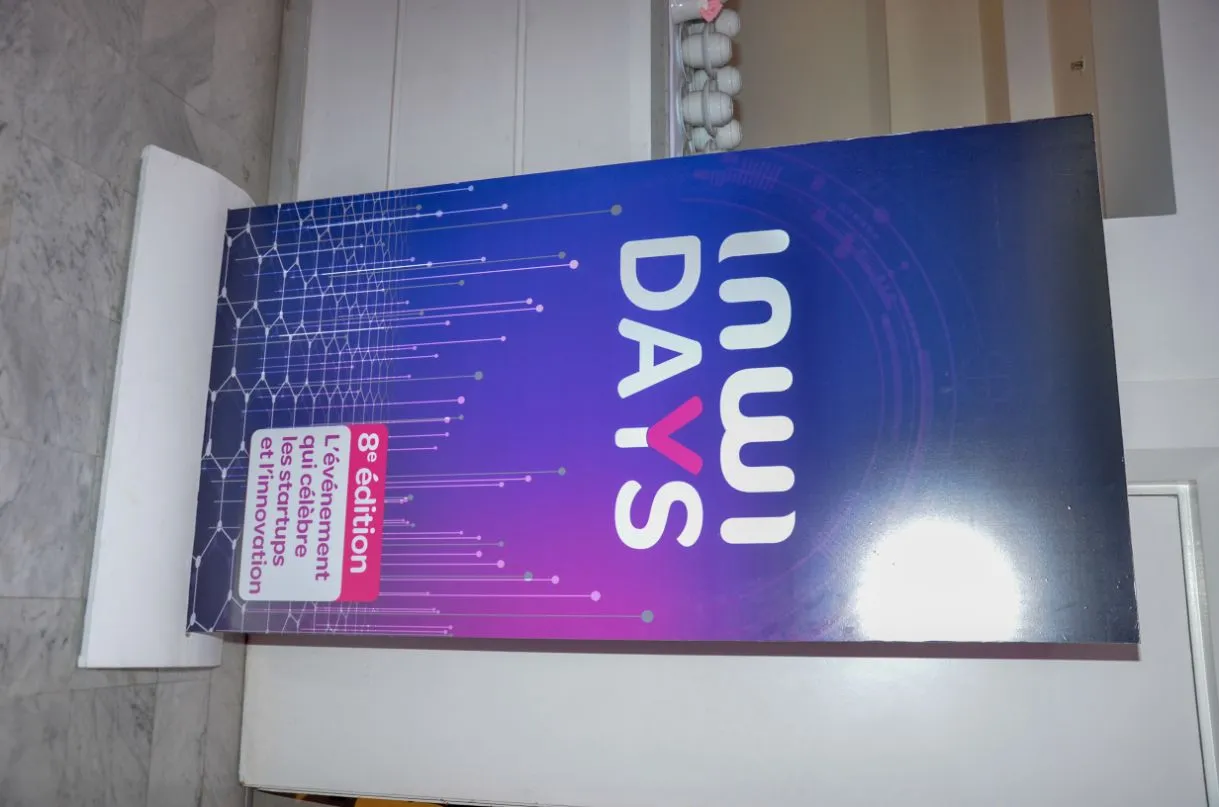 inwi
DAYS
8e édition
L'événement
qui célèbre
les startups
et l'innovation